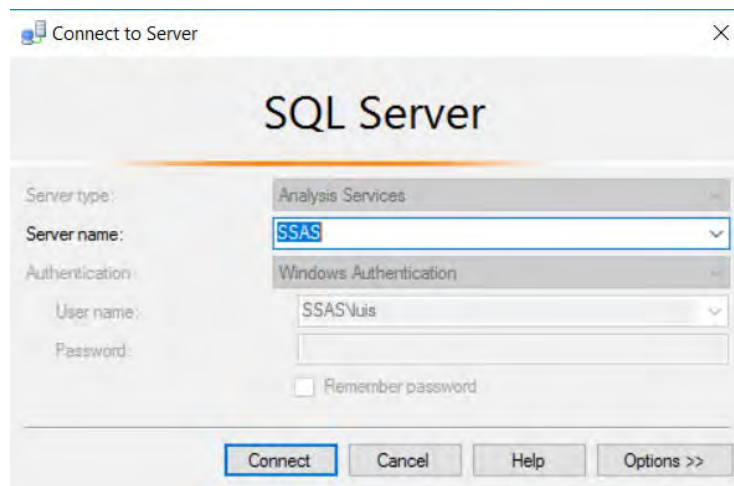 Connect to Server
SQL Server
Server type: Analysis Services
Server name: SSAS
Authentication: Windows Authentication
User name: SSAS\luis
Password:
Remember password
Connect Cancel Help Options >>